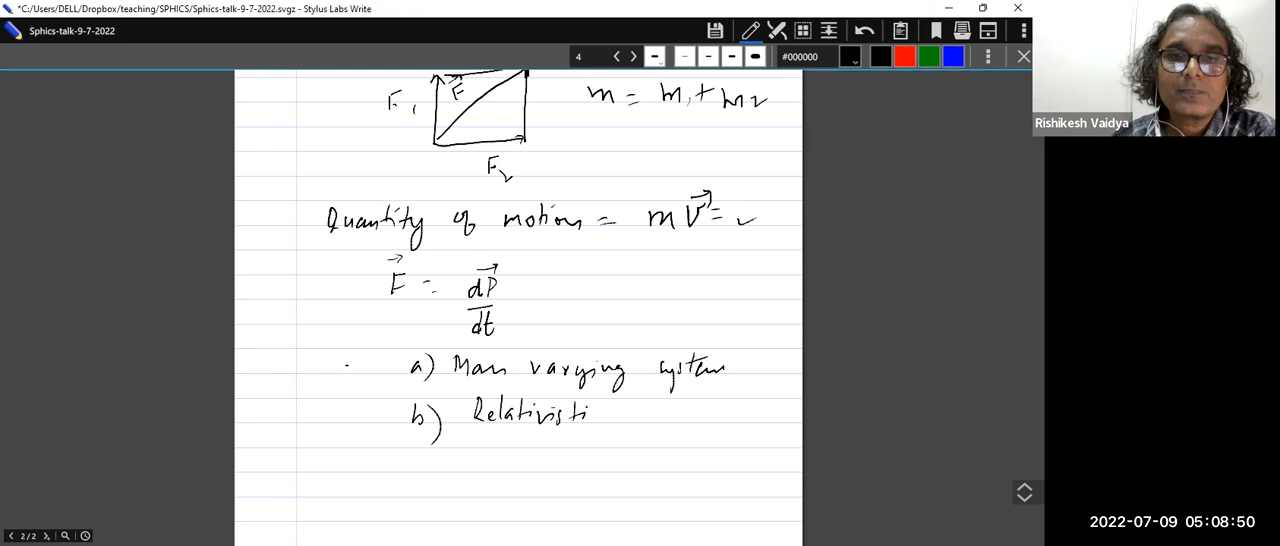 *C:/Users/DELL/Dropbox/teaching/SPHICS/Sphics-talk-9-7-2022.svgz - Stylus Labs Write
Sphics-talk-9-7-2022
4
#000000
F₁
F⃗
m = m₁ + m₂
F₂
Rishikesh Vaidya
Quantity of motion = m v⃗ =
F⃗ = dP⃗/dt
a) Mass varying system
b) Relativisti
2/2
2022-07-09 05:08:50